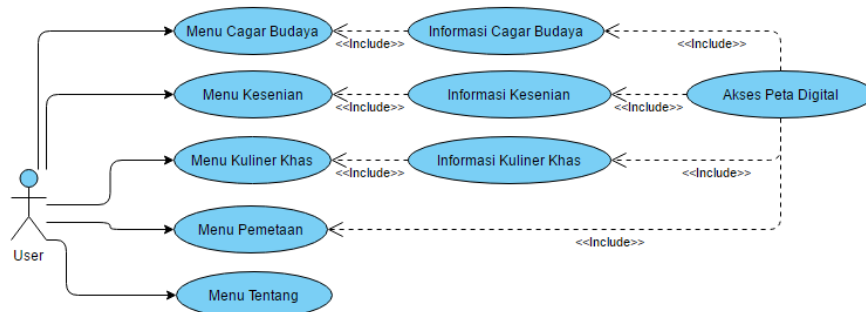 Menu Cagar Budaya
<<Include>>
Informasi Cagar Budaya
<<Include>>
Menu Kesenian
<<Include>>
Informasi Kesenian
<<Include>>
Akses Peta Digital
Menu Kuliner Khas
<<Include>>
Informasi Kuliner Khas
<<Include>>
Menu Pemetaan
<<Include>>
User
Menu Tentang